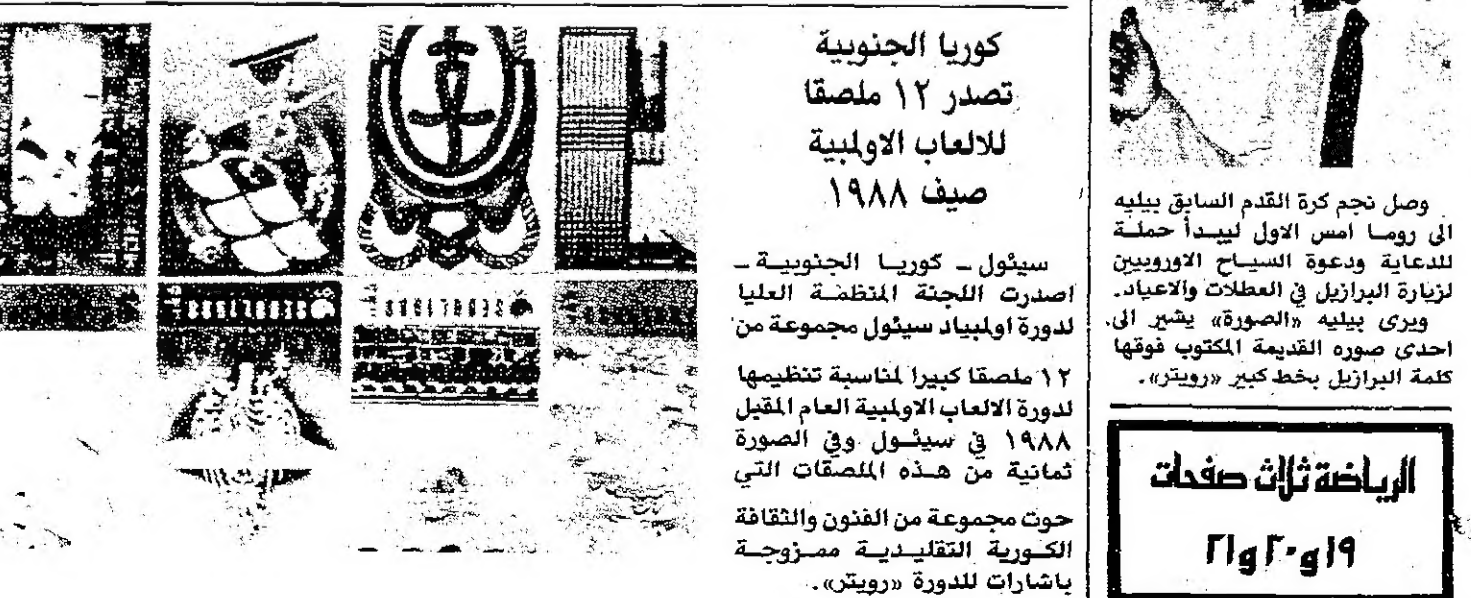 وصل نجم كرة القدم السابق بيليه
الى روما امس الاول ليبدأ حملة
للدعاية ودعوة السياح الاوروبيين
لزيارة البرازيل في العطلات والاعياد.
ويرى بيليه «الصورة» يشير الى
احدى صوره القديمة المكتوب فوقها
كلمة البرازيل بخط كبير «رويتر».
الرياضة ثلاث صفحات
١٩ و ٢٠ و ٢١
كوريا الجنوبية
تصدر ١٢ ملصقا
للالعاب الاولمبية
صيف ١٩٨٨
سيئول ـ كوريا الجنوبية ـ
اصدرت اللجنة المنظمة العليا
لدورة اولمبياد سيئول مجموعة من
١٢ ملصقا كبيرا لمناسبة تنظيمها
لدورة الالعاب الاولمبية العام المقبل
١٩٨٨ في سيئول وفي الصورة
ثمانية من هذه الملصقات التي
حوت مجموعة من الفنون والثقافة
الكورية التقليدية ممزوجة
باشارات للدورة «رويتر».